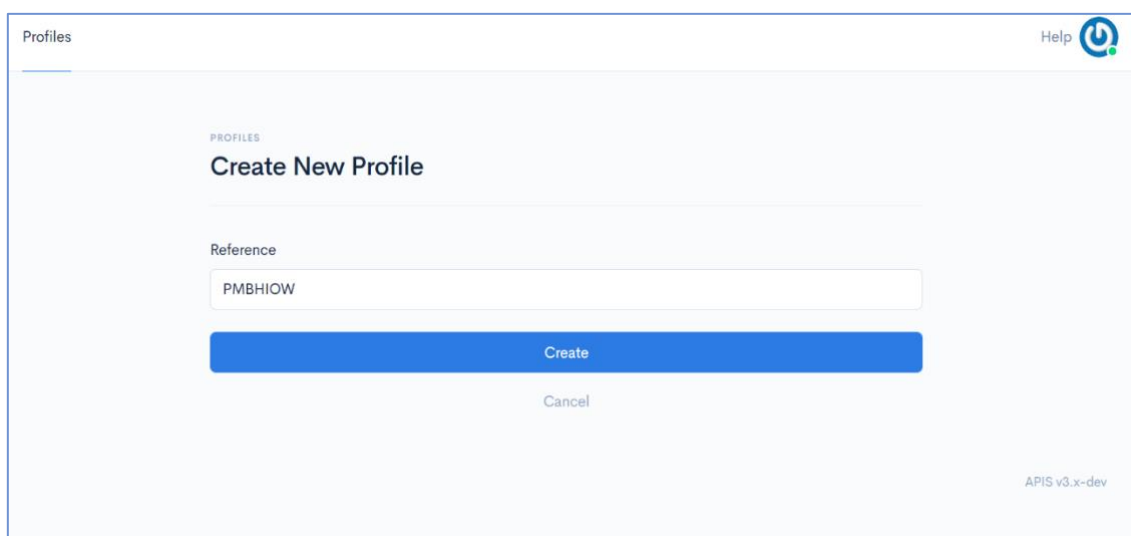 Profiles
Help
PROFILES
Create New Profile
Reference
PMBHIOW
Create
Cancel
APIS v3.x-dev